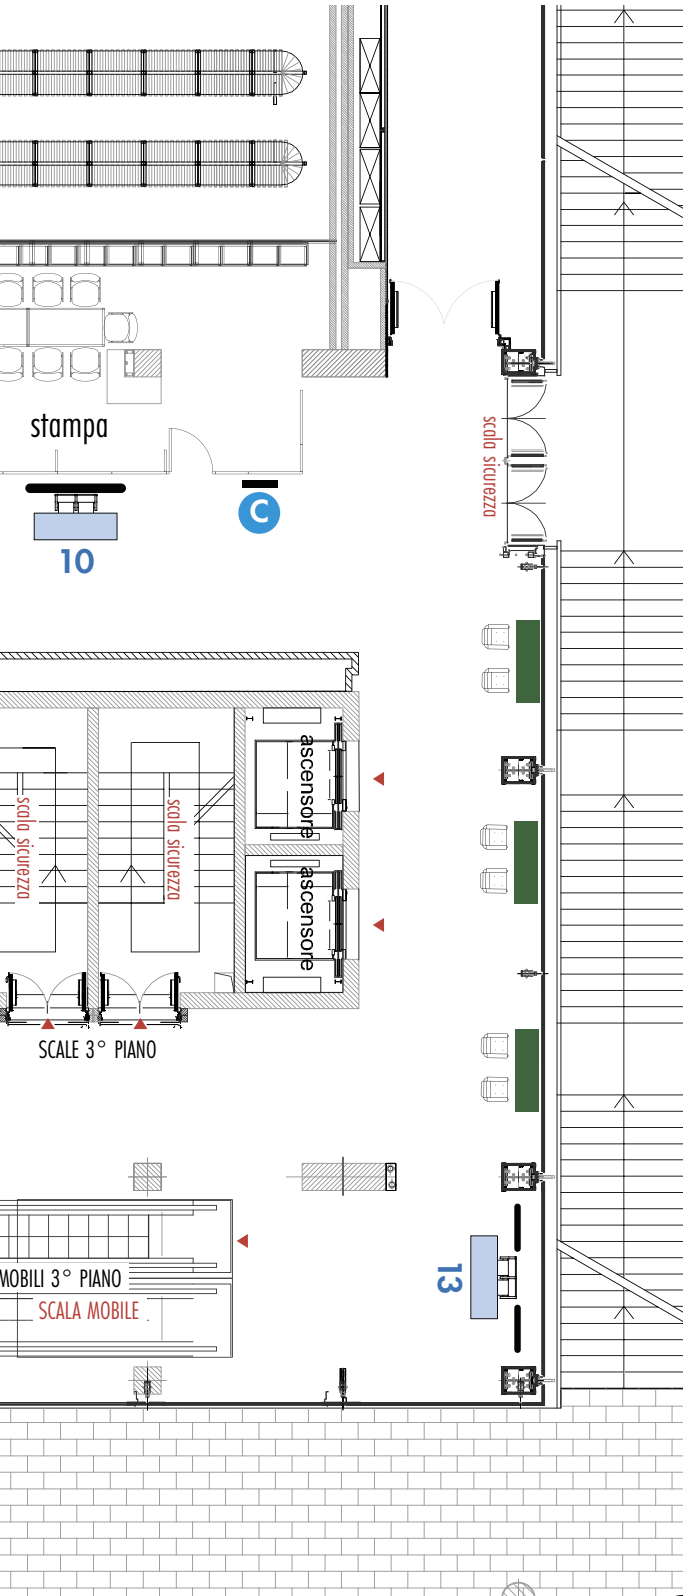 stampa
scala sicurezza
C
10
ascensore
scala sicurezza
scala sicurezza
ascensore
SCALE 3° PIANO
MOBILI 3° PIANO
13
SCALA MOBILE